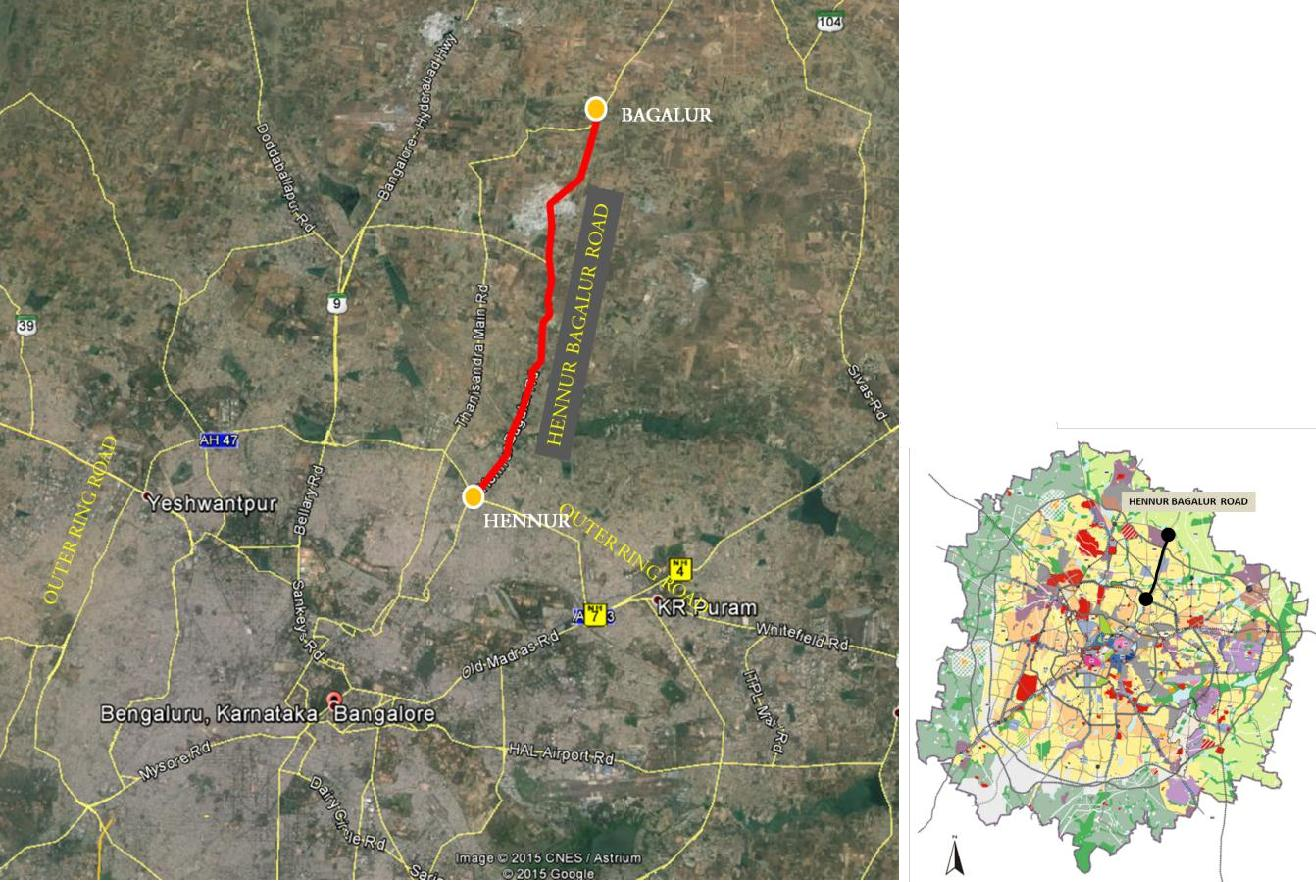 104
BAGALUR
Bangalore - Hyderabad Hwy
Doddaballapur Rd
HENNUR BAGALUR ROAD
9
39
Thanisandra Main Rd
Sivas Rd
AH 47
OUTER RING ROAD
Yeshwantpur
Bellary Rd
HENNUR
OUTER RING ROAD
NH
4
NH
7
3
KR Puram
Whitefield Rd
Sankey's Rd
Old Madras Rd
Bengaluru, Karnataka
Bangalore
Mysore Rd
HAL Airport Rd
Dairy Circle Rd
Image © 2015 CNES / Astrium
© 2015 Google
HENNUR BAGALUR ROAD
N